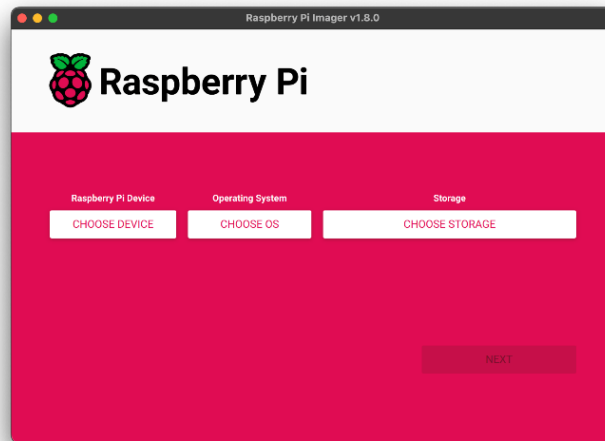 Raspberry Pi Imager v1.8.0
Raspberry Pi
Raspberry Pi Device Operating System Storage
CHOOSE DEVICE CHOOSE OS CHOOSE STORAGE
NEXT